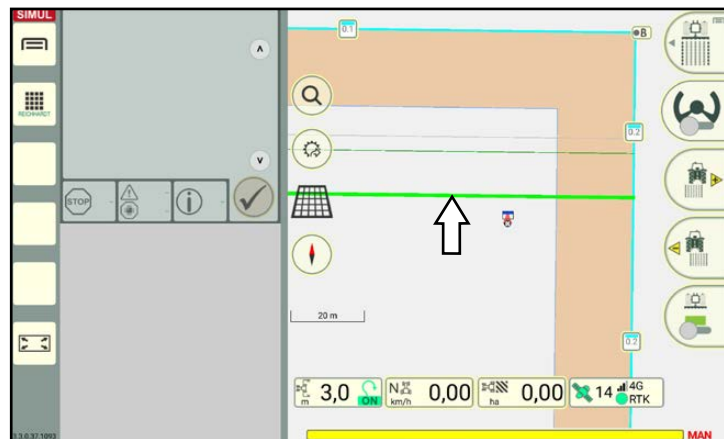 SIMUL
REICHHARDT
STOP
0.1
B
0.2
0.2
20 m
m
3,0
ON
N
km/h
0,00
ha
0,00
14
4G
RTK
MAN